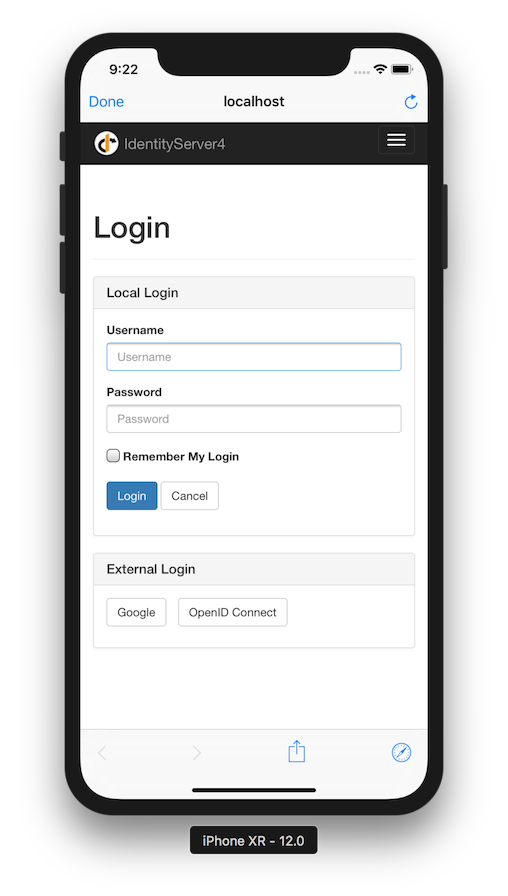 9:22
Done localhost
IdentityServer4
Login
Local Login
Username
Username
Password
Password
Remember My Login
Login Cancel
External Login
Google OpenID Connect
iPhone XR - 12.0